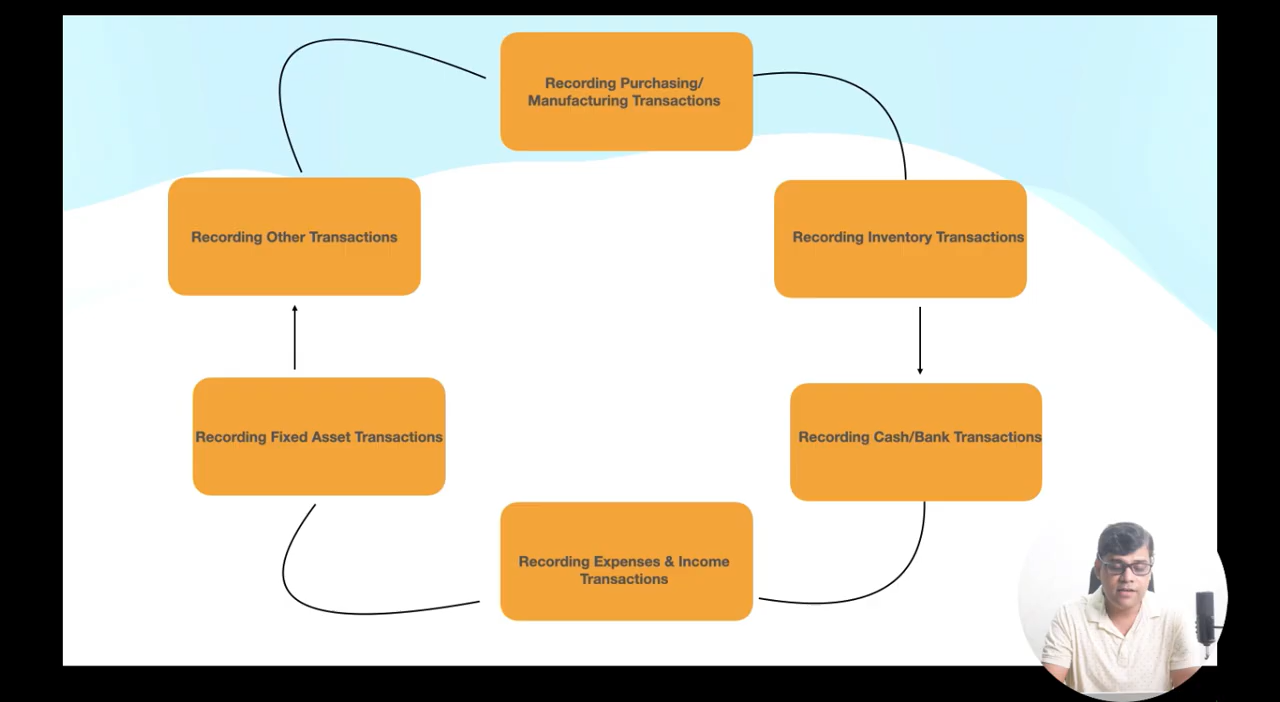 Recording Purchasing/
Manufacturing Transactions
Recording Other Transactions
Recording Inventory Transactions
Recording Fixed Asset Transactions
Recording Cash/Bank Transactions
Recording Expenses & Income
Transactions